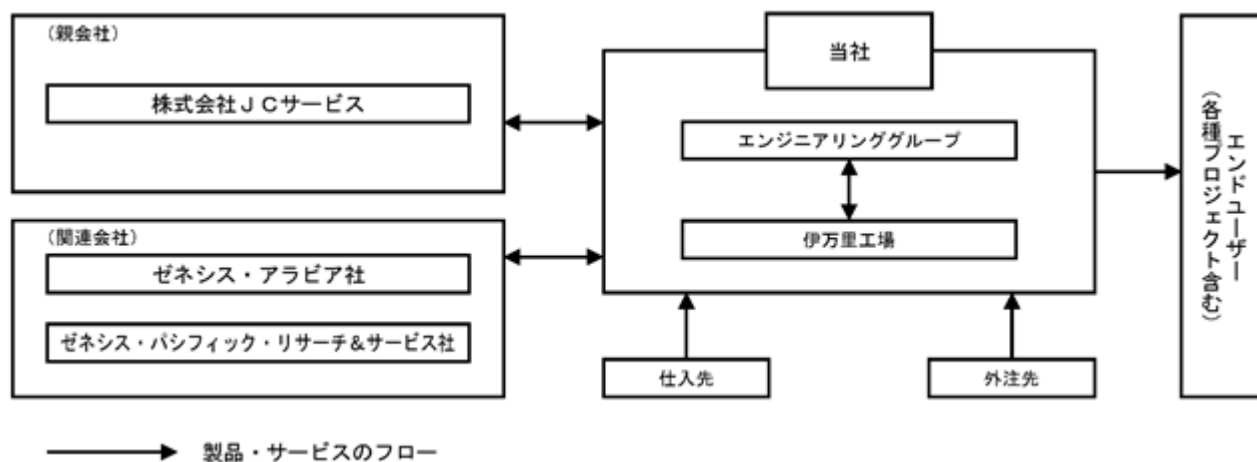 (親会社)
株式会社JCサービス
(関連会社)
ゼネシス・アラビア社
ゼネシス・パシフィック・リサーチ&サービス社
当社
エンジニアリンググループ
伊万里工場
仕入先
外注先
エンドユーザー
(各種プロジェクト含む)
製品・サービスのフロー